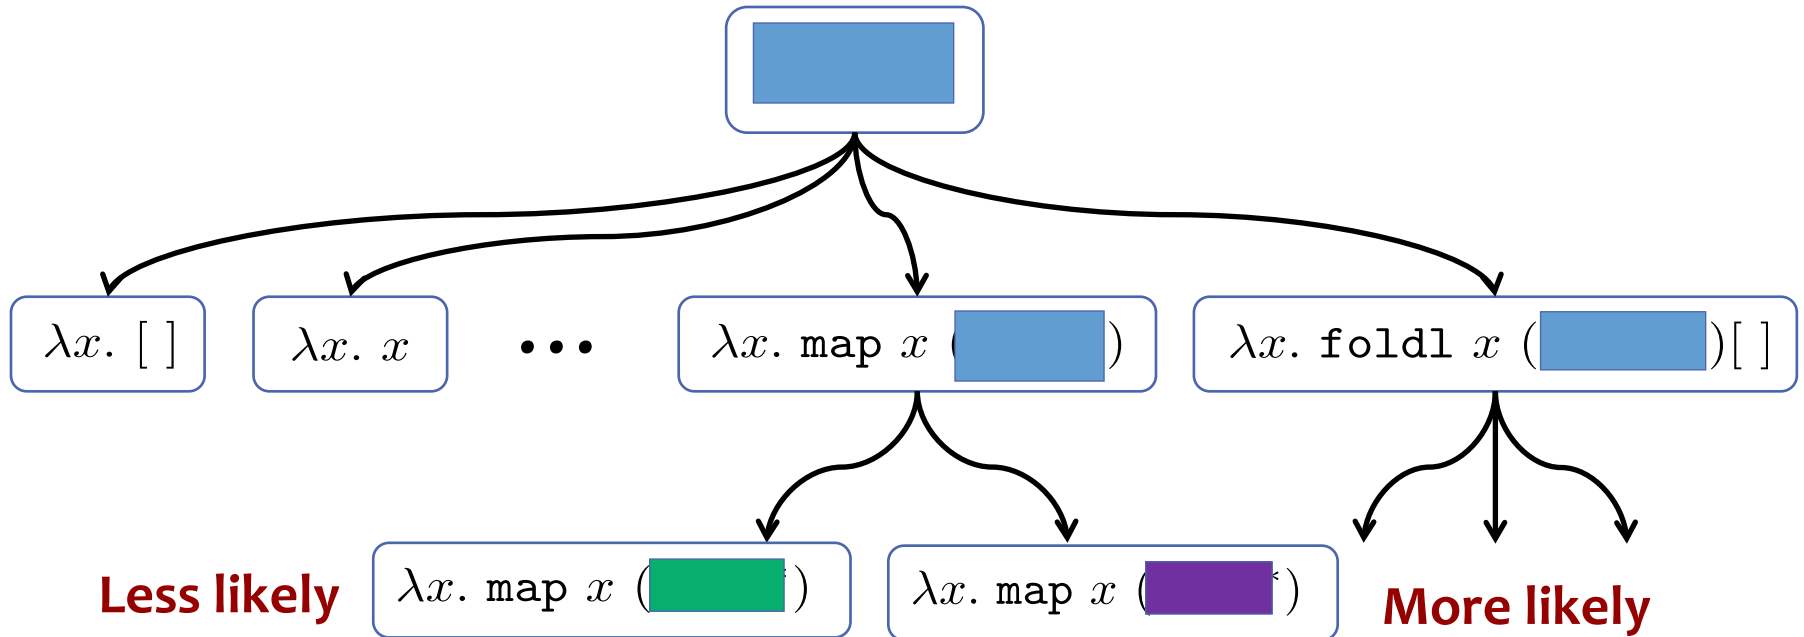 λx. [ ]
λx. x
...
λx. map x ( )
λx. foldl x ( )[ ]
Less likely
λx. map x ( *)
λx. map x ( *)
More likely